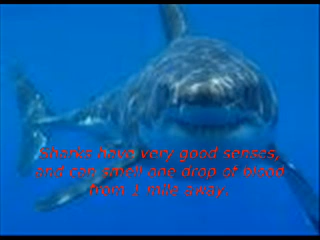 Sharks have very good senses,
and can smell one drop of blood
from 1 mile away.